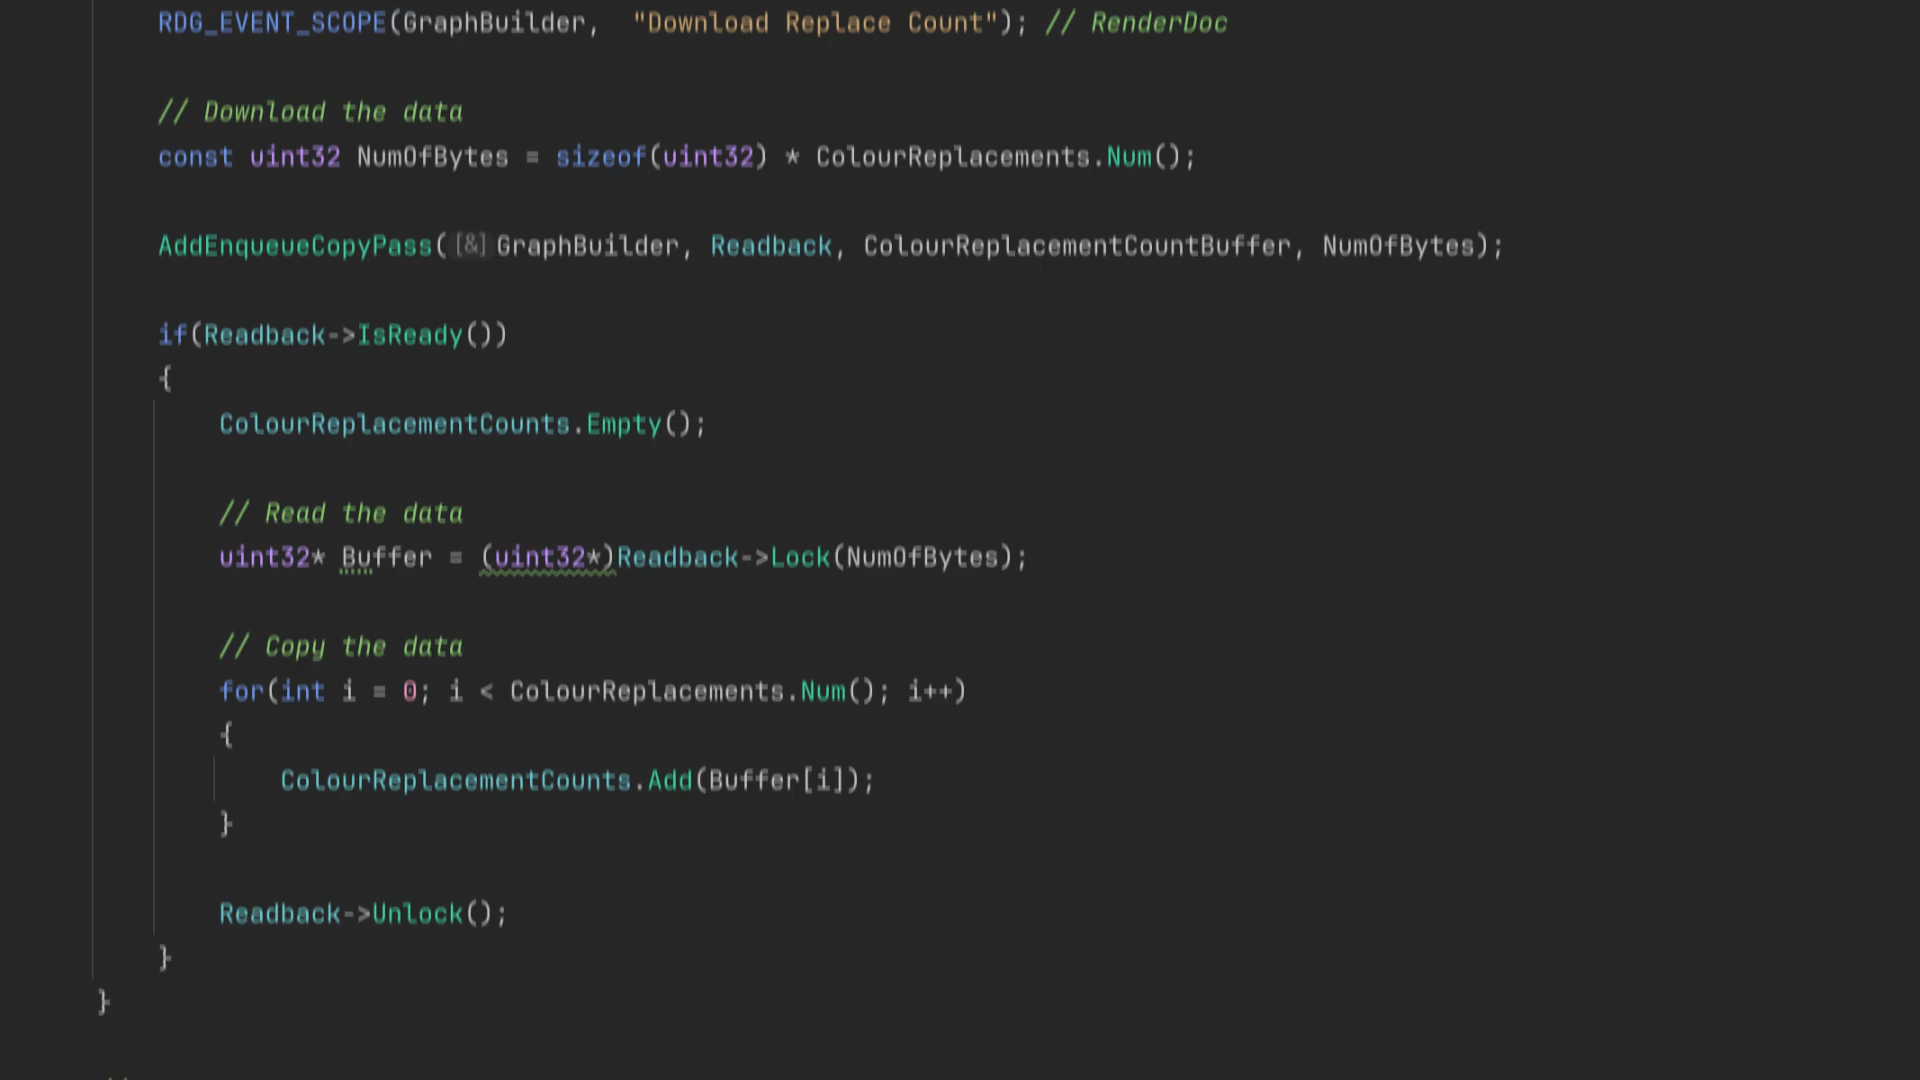 RDG_EVENT_SCOPE(GraphBuilder,  "Download Replace Count"); // RenderDoc
// Download the data
const uint32 NumOfBytes = sizeof(uint32) * ColourReplacements.Num();
AddEnqueueCopyPass([&]GraphBuilder, Readback, ColourReplacementCountBuffer, NumOfBytes);
if(Readback->IsReady())
{
ColourReplacementCounts.Empty();
// Read the data
uint32* Buffer = (uint32*)Readback->Lock(NumOfBytes);
// Copy the data
for(int i = 0; i < ColourReplacements.Num(); i++)
{
ColourReplacementCounts.Add(Buffer[i]);
}
Readback->Unlock();
}
}